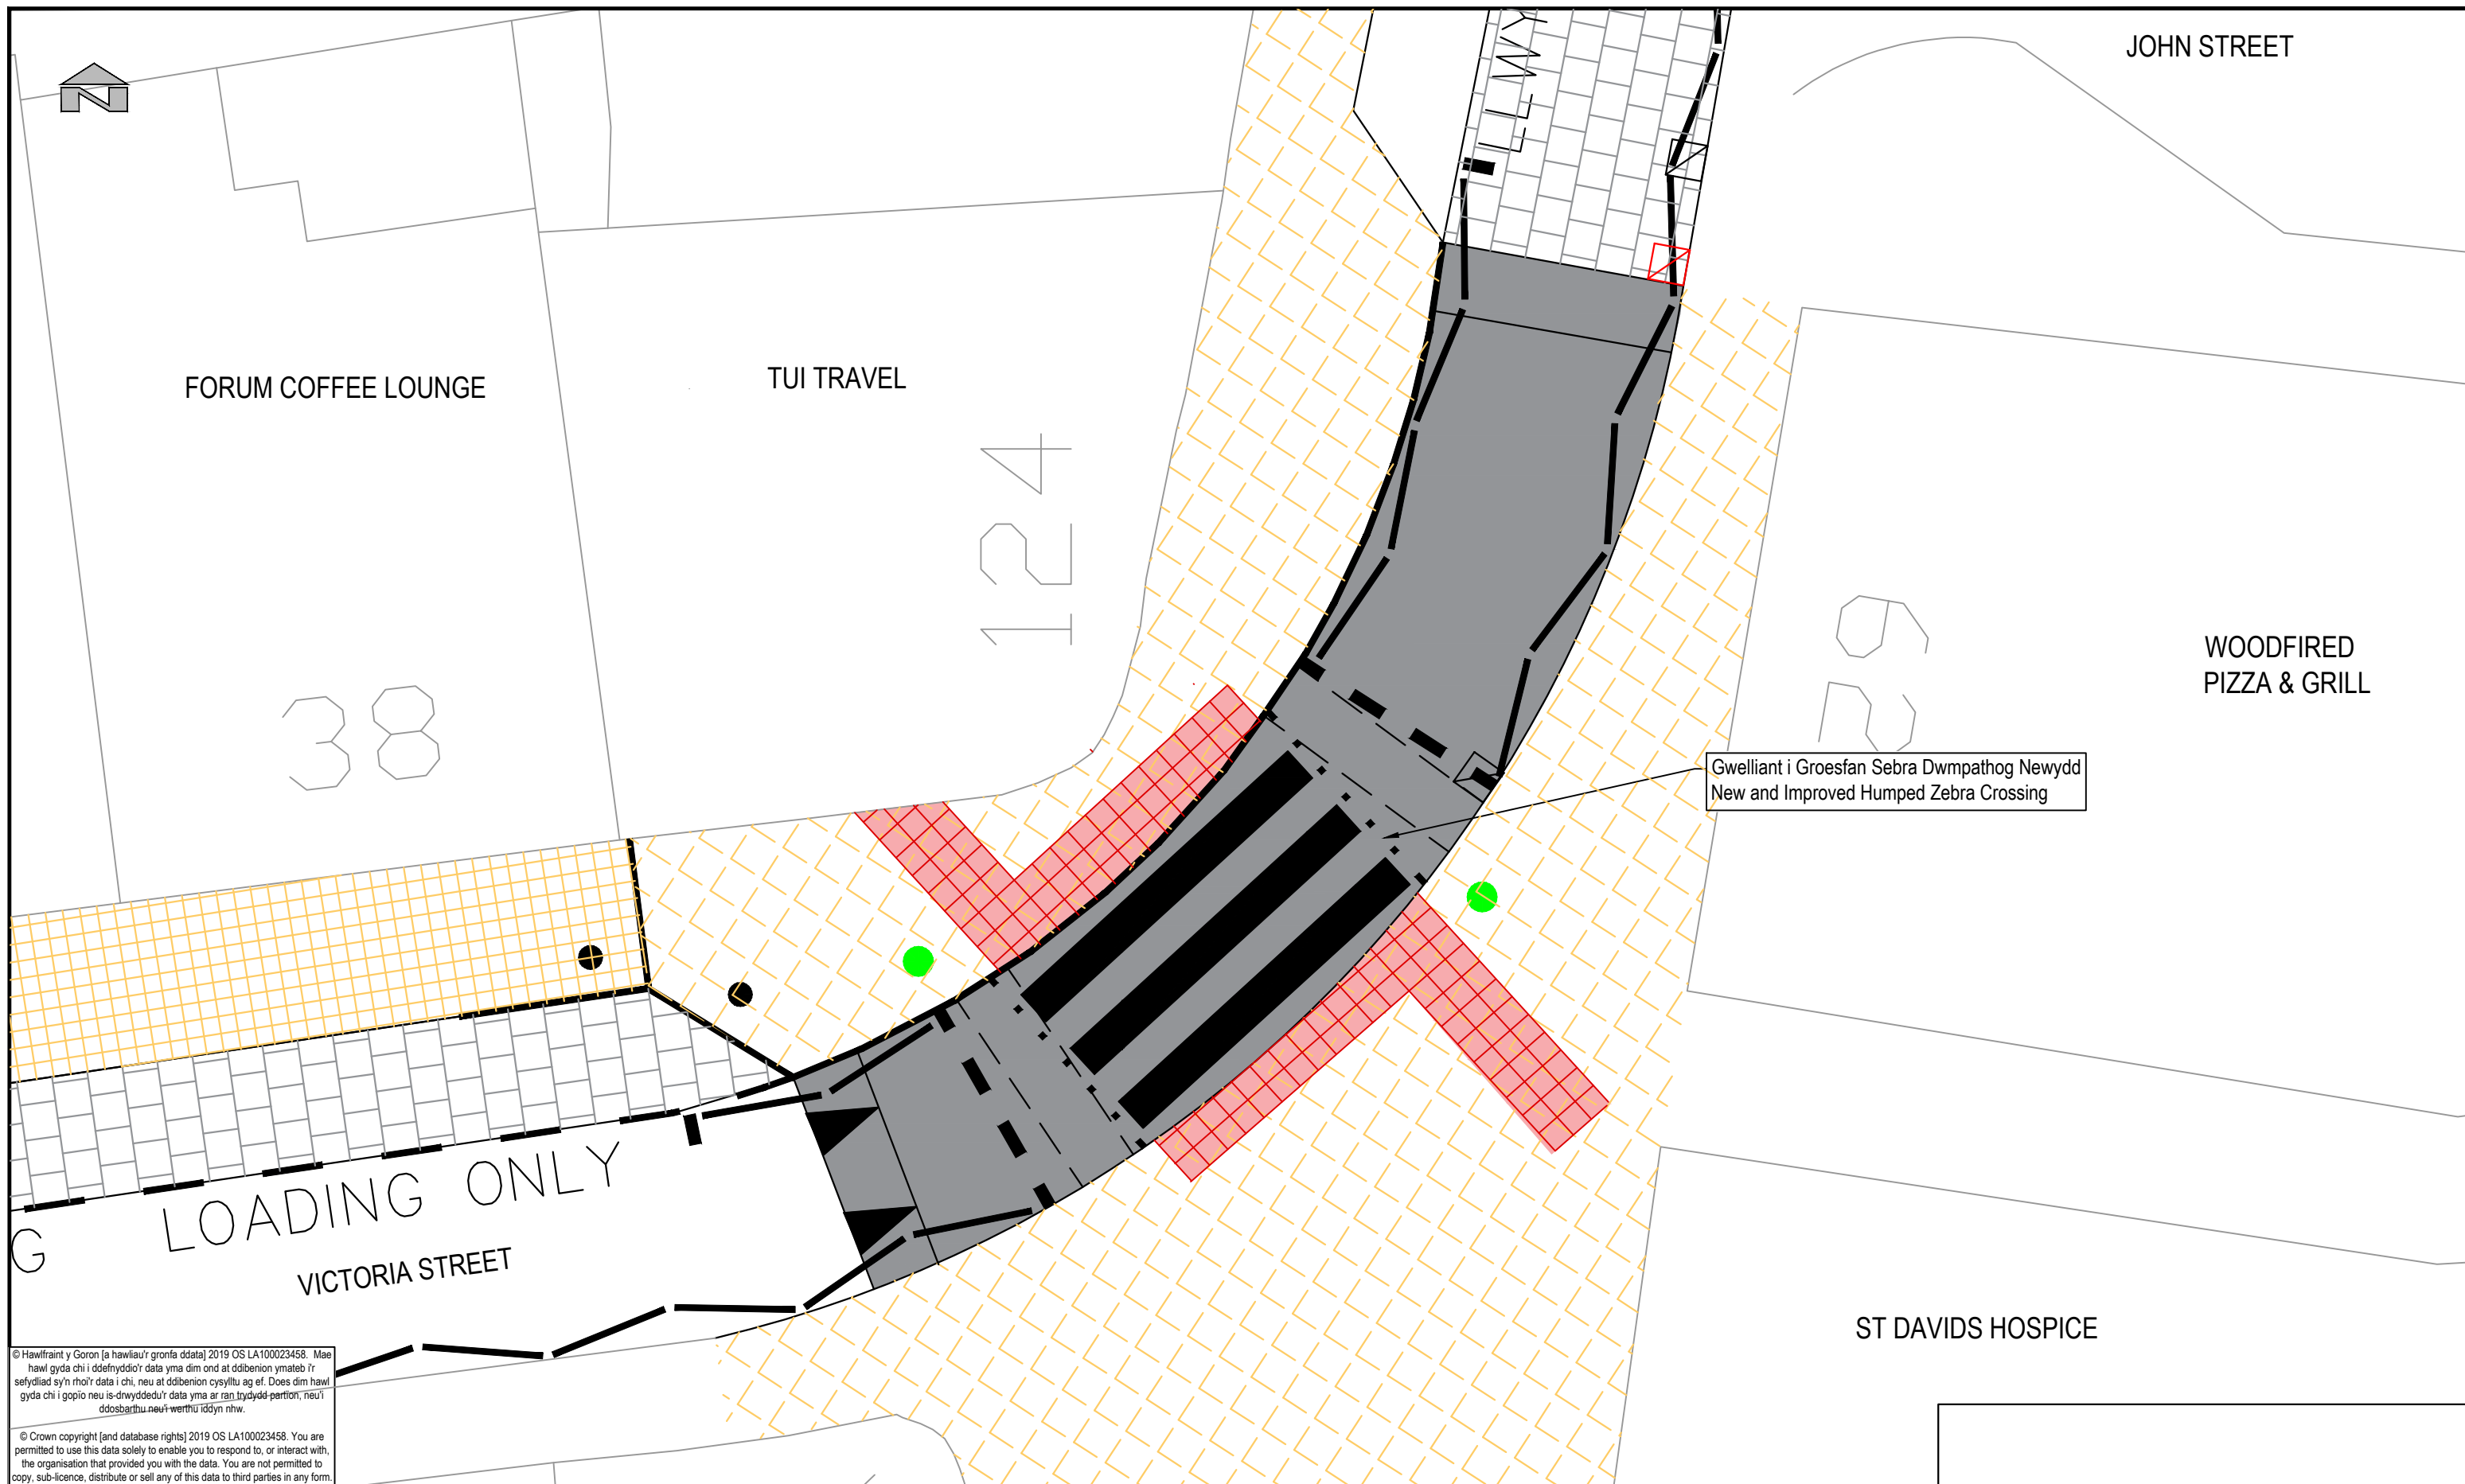 JOHN STREET
N
FORUM COFFEE LOUNGE
TUI TRAVEL
124
38
59
WOODFIRED
PIZZA & GRILL
Gwelliant i Groesfan Sebra Dwmpathog Newydd
New and Improved Humped Zebra Crossing
G LOADING ONLY
VICTORIA STREET
ST DAVIDS HOSPICE
© Hawlfraint y Goron [a hawliau'r gronfa ddata] 2019 OS LA100023458. Mae
hawl gyda chi i ddefnyddio'r data yma dim ond at ddibenion ymateb i'r
sefydliad sy'n rhoi'r data i chi, neu at ddibenion cysylltu ag ef. Does dim hawl
gyda chi i gopïo neu is-drwyddedu'r data yma ar ran trydydd partïon, neu'i
ddosbarthu neu'i werthu iddyn nhw.
© Crown copyright [and database rights] 2019 OS LA100023458. You are
permitted to use this data solely to enable you to respond to, or interact with,
the organisation that provided you with the data. You are not permitted to
copy, sub-licence, distribute or sell any of this data to third parties in any form.